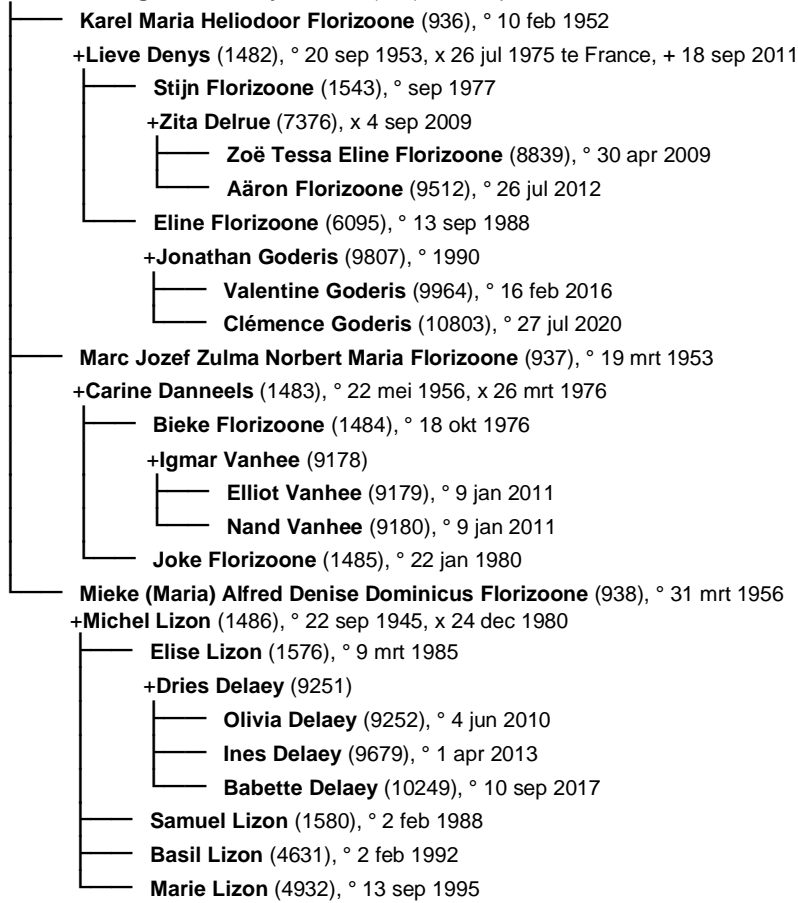 Karel Maria Heliodoor Florizoone (936), ° 10 feb 1952
+Lieve Denys (1482), ° 20 sep 1953, x 26 jul 1975 te France, + 18 sep 2011
Stijn Florizoone (1543), ° sep 1977
+Zita Delrue (7376), x 4 sep 2009
Zoë Tessa Eline Florizoone (8839), ° 30 apr 2009
Aäron Florizoone (9512), ° 26 jul 2012
Eline Florizoone (6095), ° 13 sep 1988
+Jonathan Goderis (9807), ° 1990
Valentine Goderis (9964), ° 16 feb 2016
Clémence Goderis (10803), ° 27 jul 2020
Marc Jozef Zulma Norbert Maria Florizoone (937), ° 19 mrt 1953
+Carine Danneels (1483), ° 22 mei 1956, x 26 mrt 1976
Bieke Florizoone (1484), ° 18 okt 1976
+Igmar Vanhee (9178)
Elliot Vanhee (9179), ° 9 jan 2011
Nand Vanhee (9180), ° 9 jan 2011
Joke Florizoone (1485), ° 22 jan 1980
Mieke (Maria) Alfred Denise Dominicus Florizoone (938), ° 31 mrt 1956
+Michel Lizon (1486), ° 22 sep 1945, x 24 dec 1980
Elise Lizon (1576), ° 9 mrt 1985
+Dries Delaey (9251)
Olivia Delaey (9252), ° 4 jun 2010
Ines Delaey (9679), ° 1 apr 2013
Babette Delaey (10249), ° 10 sep 2017
Samuel Lizon (1580), ° 2 feb 1988
Basil Lizon (4631), ° 2 feb 1992
Marie Lizon (4932), ° 13 sep 1995